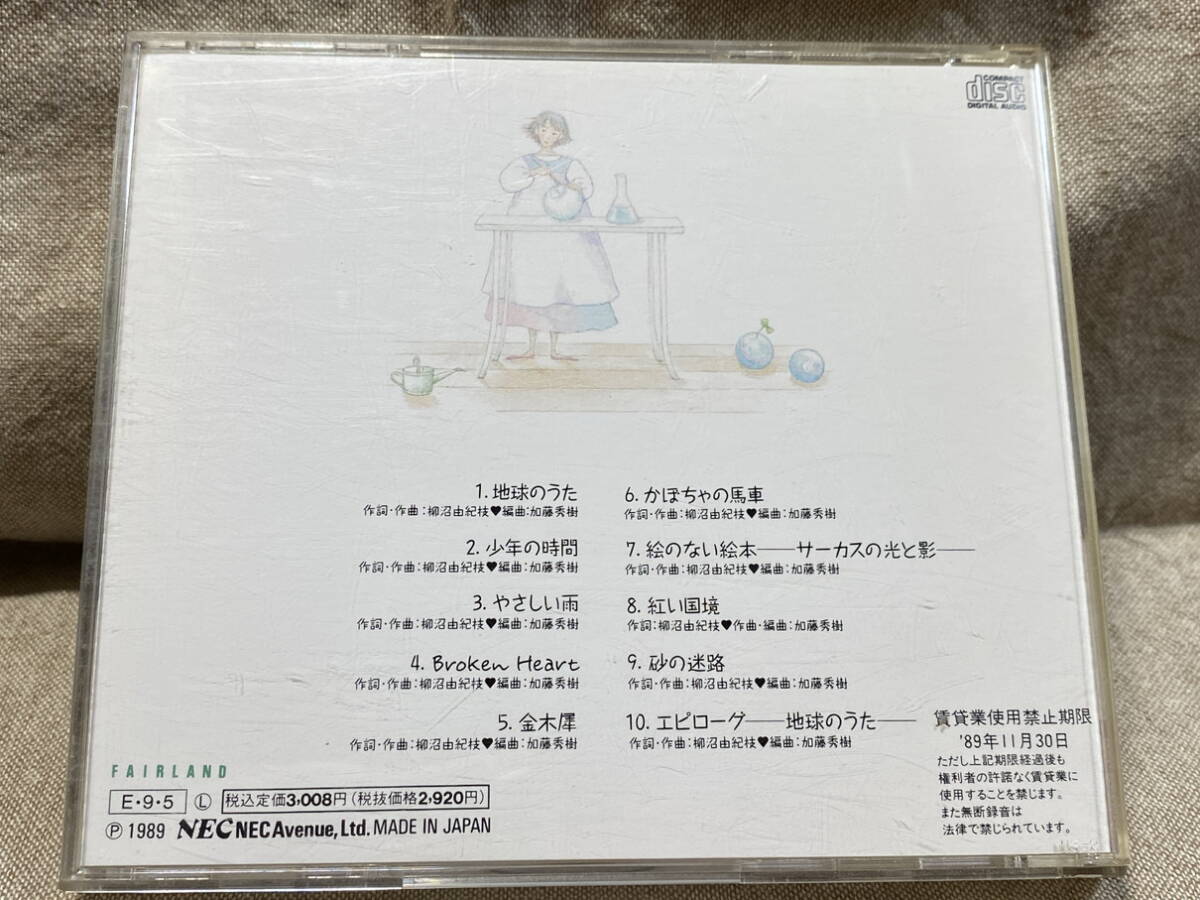 COMPACT
disc
DIGITAL AUDIO
1. 地球のうた
作詞・作曲：柳沼由紀枝♥編曲：加藤秀樹
2. 少年の時間
作詞・作曲：柳沼由紀枝♥編曲：加藤秀樹
3. やさしい雨
作詞・作曲：柳沼由紀枝♥編曲：加藤秀樹
4. Broken Heart
作詞・作曲：柳沼由紀枝♥編曲：加藤秀樹
5. 金木犀
作詞・作曲：柳沼由紀枝♥編曲：加藤秀樹
6. かぼちゃの馬車
作詞・作曲：柳沼由紀枝♥編曲：加藤秀樹
7. 絵のない絵本──サーカスの光と影──
作詞・作曲：柳沼由紀枝♥編曲：加藤秀樹
8. 紅い国境
作詞：柳沼由紀枝♥作曲・編曲：加藤秀樹
9. 砂の迷路
作詞・作曲：柳沼由紀枝♥編曲：加藤秀樹
10. エピローグ──地球のうた──
作詞・作曲：柳沼由紀枝♥編曲：加藤秀樹
賃貸業使用禁止期限
'89年11月30日
ただし上記期限経過後も
権利者の許諾なく賃貸業に
使用することを禁じます。
また無断録音は
法律で禁じられています。
FAIRLAND
E・9・5 Ⓛ 税込定価3,008円（税抜価格2,920円）
Ⓟ 1989 NEC NEC Avenue, Ltd. MADE IN JAPAN